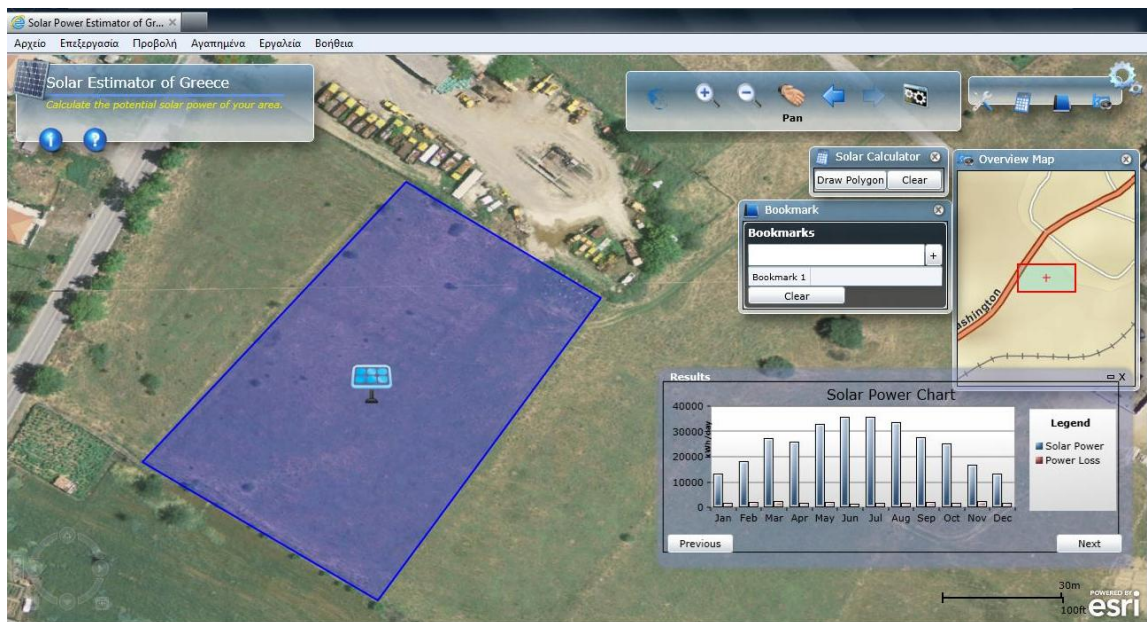 Solar Power Estimator of Gr...
Αρχείο Επεξεργασία Προβολή Αγαπημένα Εργαλεία Βοήθεια
Solar Estimator of Greece
Calculate the potential solar power of your area.
Pan
Solar Calculator
Draw Polygon Clear
Overview Map
Bookmark
Bookmarks
+
Bookmark 1
Clear
ashington
Results
Solar Power Chart
40000
30000
20000
10000
0
kWh/day
Jan Feb Mar Apr May Jun Jul Aug Sep Oct Nov Dec
Legend
Solar Power
Power Loss
Previous Next
30m
100ft
POWERED BY
esri